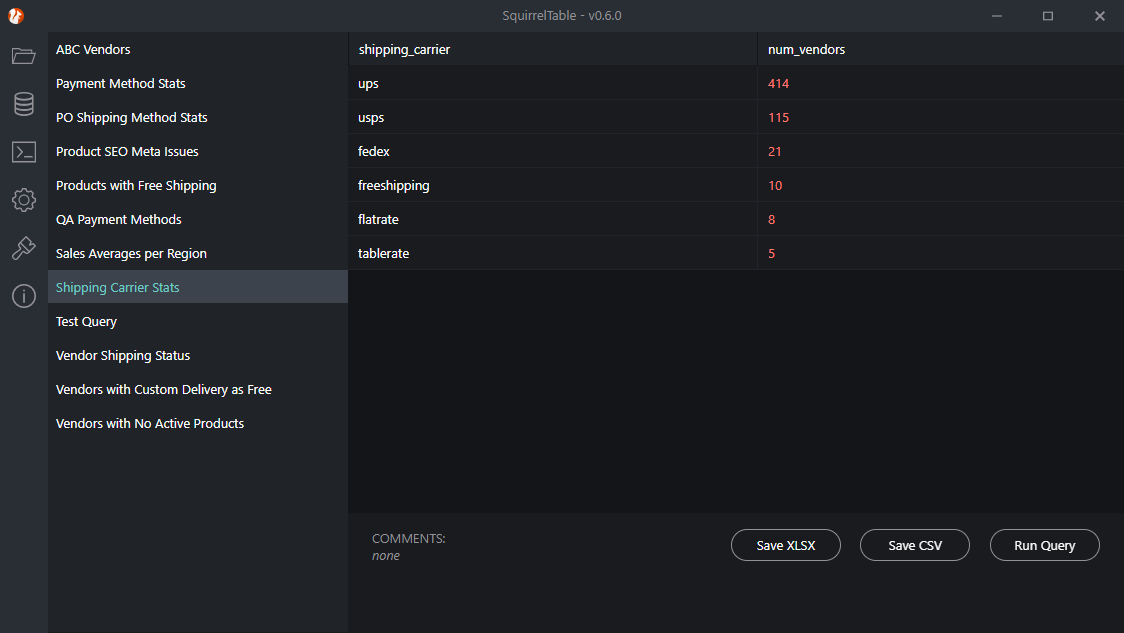 SquirrelTable - v0.6.0
ABC Vendors
Payment Method Stats
PO Shipping Method Stats
Product SEO Meta Issues
Products with Free Shipping
QA Payment Methods
Sales Averages per Region
Shipping Carrier Stats
Test Query
Vendor Shipping Status
Vendors with Custom Delivery as Free
Vendors with No Active Products
shipping_carrier num_vendors
ups 414
usps 115
fedex 21
freeshipping 10
flatrate 8
tablerate 5
COMMENTS:
none
Save XLSX Save CSV Run Query